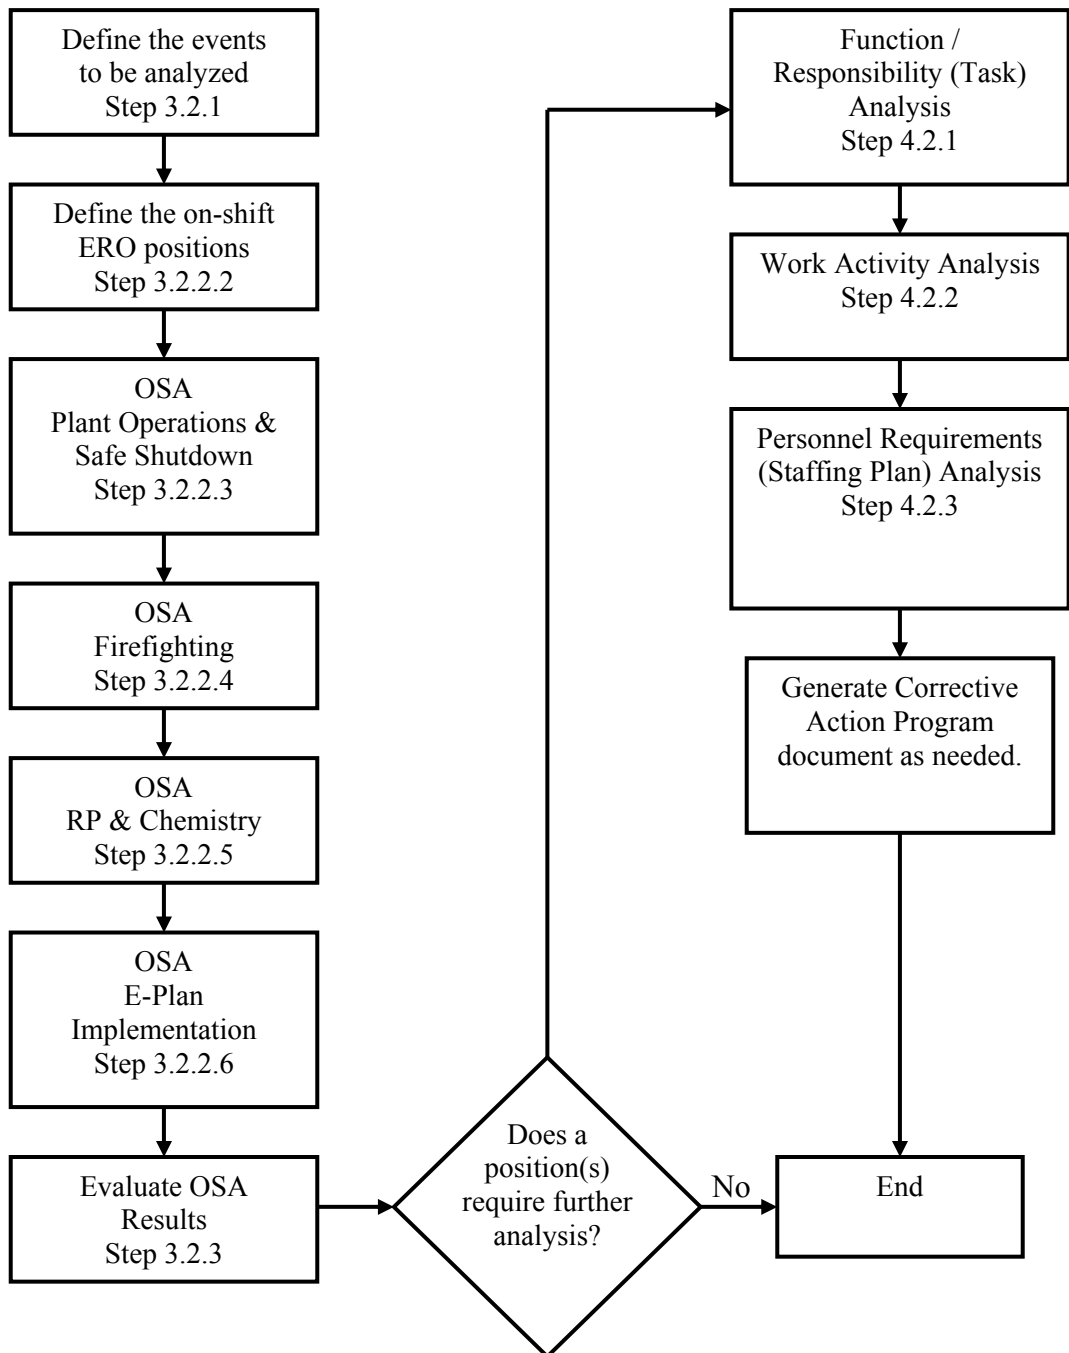 Define the events
to be analyzed
Step 3.2.1
Define the on-shift
ERO positions
Step 3.2.2.2
OSA
Plant Operations &
Safe Shutdown
Step 3.2.2.3
OSA
Firefighting
Step 3.2.2.4
OSA
RP & Chemistry
Step 3.2.2.5
OSA
E-Plan
Implementation
Step 3.2.2.6
Evaluate OSA
Results
Step 3.2.3
Does a
position(s)
require further
analysis?
No
Function /
Responsibility (Task)
Analysis
Step 4.2.1
Work Activity Analysis
Step 4.2.2
Personnel Requirements
(Staffing Plan) Analysis
Step 4.2.3
Generate Corrective
Action Program
document as needed.
End